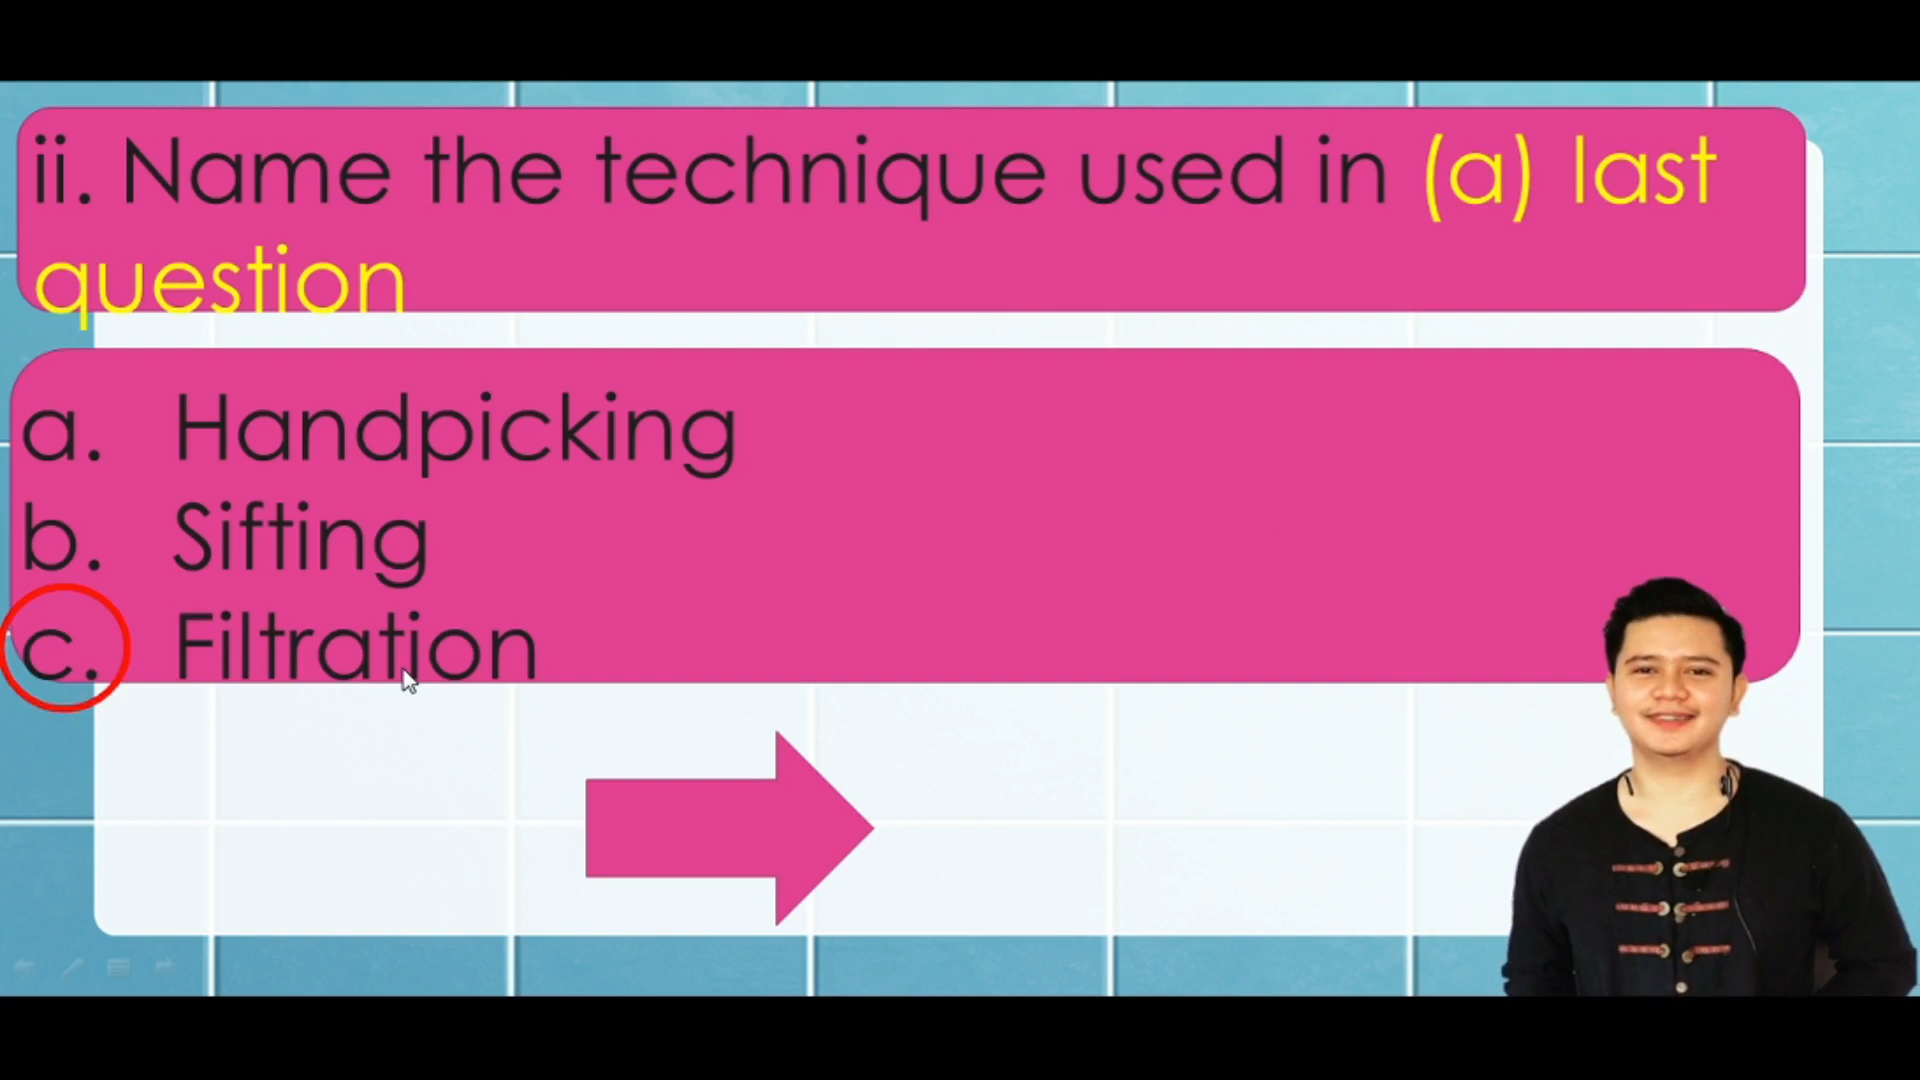 ii. Name the technique used in (a) last
question
a. Handpicking
b. Sifting
c. Filtration